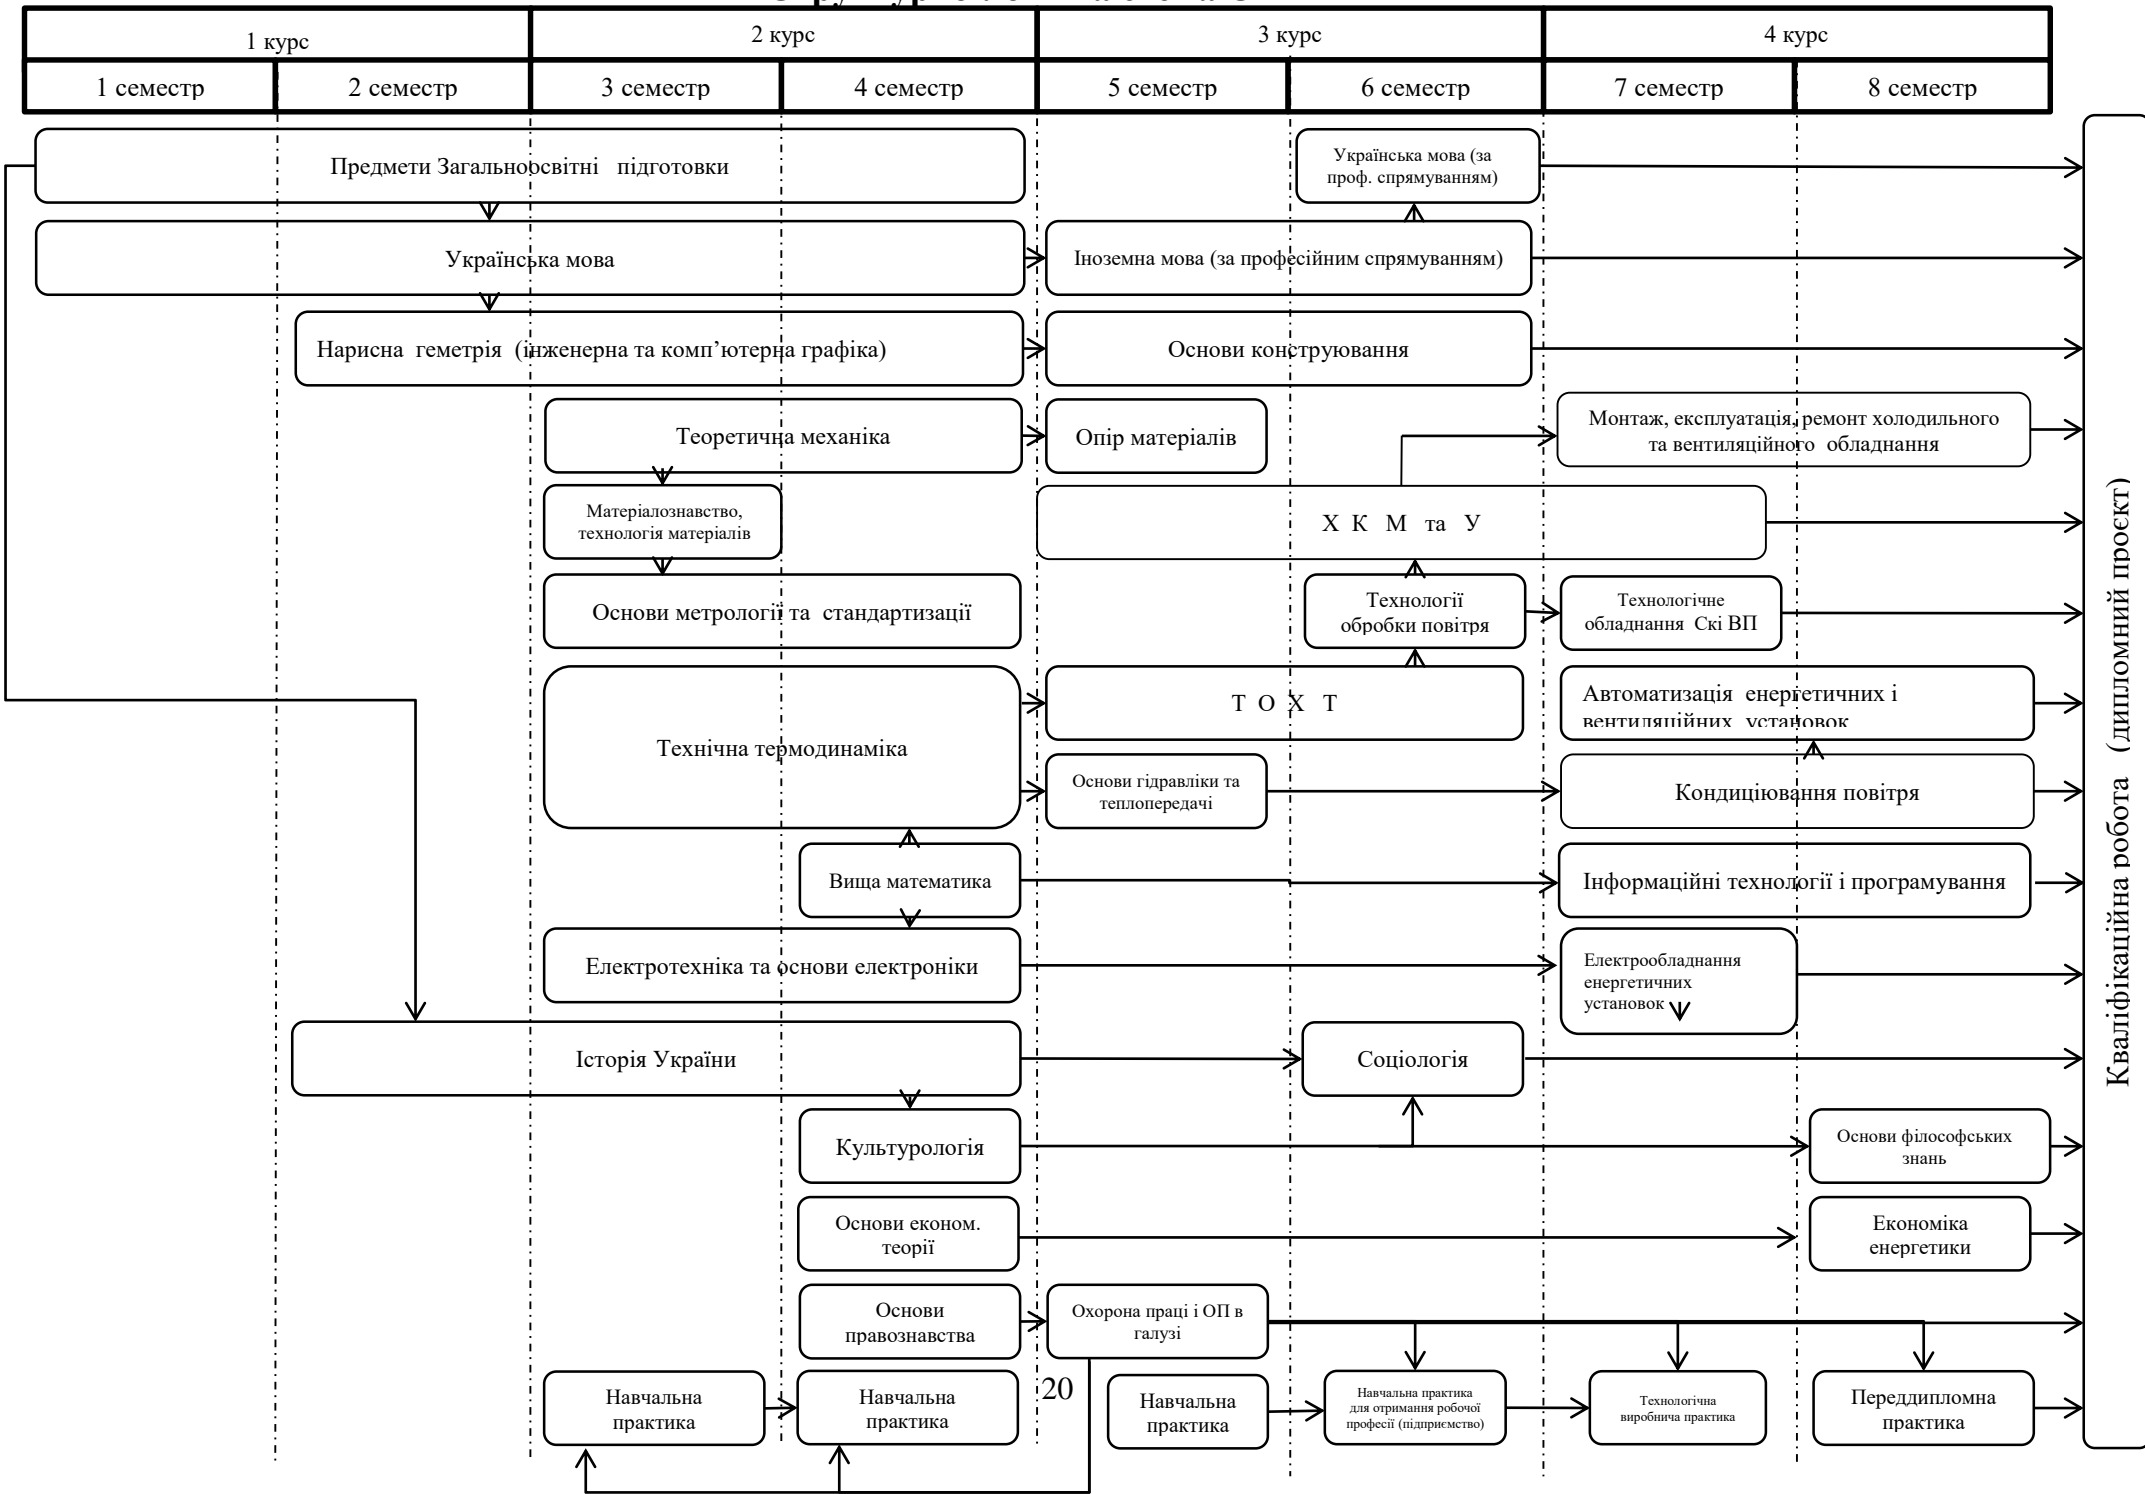 1 курс
2 курс
3 курс
4 курс
1 семестр
2 семестр
3 семестр
4 семестр
5 семестр
6 семестр
7 семестр
8 семестр
Предмети Загальноосвітні підготовки
Українська мова (за
проф. спрямуванням)
Українська мова
Іноземна мова (за професійним спрямуванням)
Нарисна геметрія (інженерна та комп’ютерна графіка)
Основи конструювання
Теоретична механіка
Опір матеріалів
Монтаж, експлуатація, ремонт холодильного
та вентиляційного обладнання
Матеріалознавство,
технологія матеріалів
Х К М та У
Основи метрології та стандартизації
Технології
обробки повітря
Технологічне
обладнання Скі ВП
Технічна термодинаміка
Т О Х Т
Автоматизація енергетичних і
вентиляційних установок
Основи гідравліки та
теплопередачі
Кондиціювання повітря
Вища математика
Інформаційні технології і програмування
Електротехніка та основи електроніки
Електрообладнання
енергетичних
установок
Історія України
Соціологія
Культурологія
Основи філософських
знань
Основи економ.
теорії
Економіка
енергетики
Основи
правознавства
Охорона праці і ОП в
галузі
Навчальна
практика
Навчальна
практика
20
Навчальна
практика
Навчальна практика
для отримання робочої
професії (підприємство)
Технологічна
виробнича практика
Переддипломна
практика
Кваліфікаційна робота (дипломний проєкт)